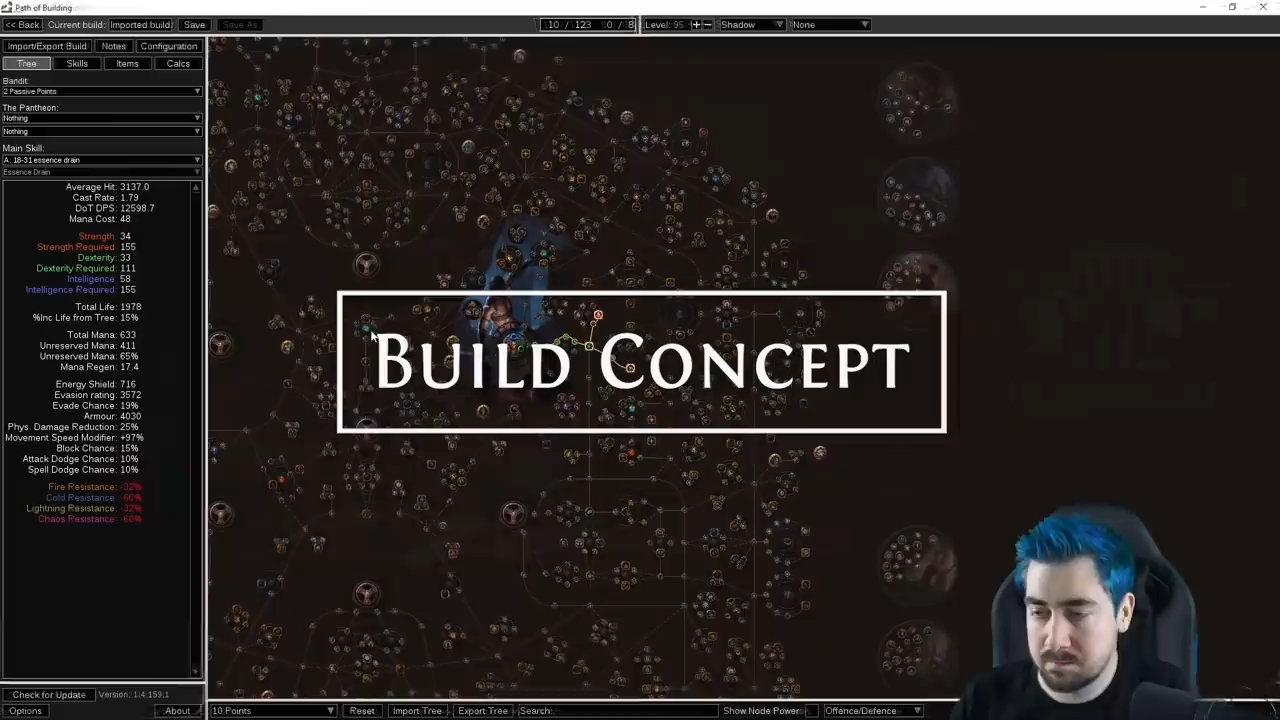 Path of Building
<< Back
Current build:
Imported build
Save
Save As
10 / 123
0 / 8
Level: 95
+
–
Shadow
None
Import/Export Build
Notes
Configuration
Tree
Skills
Items
Calcs
Bandit:
2 Passive Points
The Pantheon:
Nothing
Nothing
Main Skill:
A: 18-31 essence drain
Essence Drain
Average Hit: 3137.0
Cast Rate: 1.79
DoT DPS: 12598.7
Mana Cost: 48
Strength: 34
Strength Required: 155
Dexterity: 33
Dexterity Required: 111
Intelligence: 58
Intelligence Required: 155
Total Life: 1978
%Inc Life from Tree: 15%
Total Mana: 633
Unreserved Mana: 411
Unreserved Mana: 65%
Mana Regen: 17.4
Energy Shield: 716
Evasion rating: 3572
Evade Chance: 19%
Armour: 4030
Phys. Damage Reduction: 25%
Movement Speed Modifier: +97%
Block Chance: 15%
Attack Dodge Chance: 10%
Spell Dodge Chance: 10%
Fire Resistance: -32%
Cold Resistance: -60%
Lightning Resistance: -32%
Chaos Resistance: -60%
BUILD CONCEPT
Check for Update
Version: 1.4.159.1
Options
About
10 Points
Reset
Import Tree
Export Tree
Search:
Show Node Power:
Offence/Defence